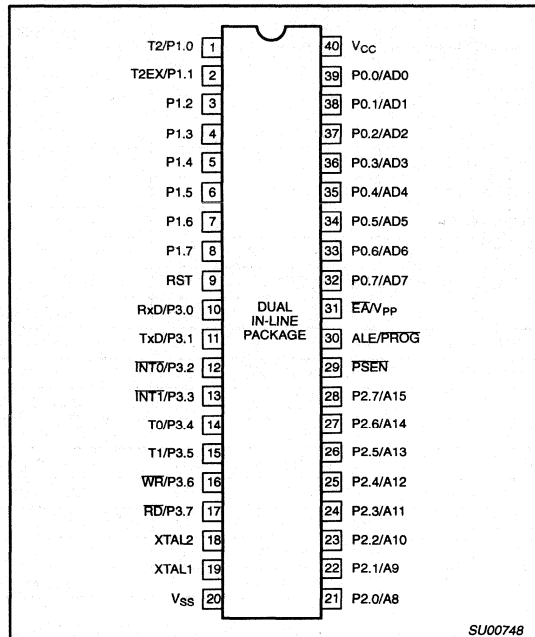 T2/P1.0 1 40 VCC
T2EX/P1.1 2 39 P0.0/AD0
P1.2 3 38 P0.1/AD1
P1.3 4 37 P0.2/AD2
P1.4 5 36 P0.3/AD3
P1.5 6 35 P0.4/AD4
P1.6 7 34 P0.5/AD5
P1.7 8 33 P0.6/AD6
RST 9 32 P0.7/AD7
RxD/P3.0 10 31 E̅A̅/VPP
TxD/P3.1 11 30 ALE/P̅R̅O̅G̅
I̅N̅T̅0̅/P3.2 12 29 P̅S̅E̅N̅
I̅N̅T̅1̅/P3.3 13 28 P2.7/A15
T0/P3.4 14 27 P2.6/A14
T1/P3.5 15 26 P2.5/A13
W̅R̅/P3.6 16 25 P2.4/A12
R̅D̅/P3.7 17 24 P2.3/A11
XTAL2 18 23 P2.2/A10
XTAL1 19 22 P2.1/A9
VSS 20 21 P2.0/A8
DUAL
IN-LINE
PACKAGE
SU00748